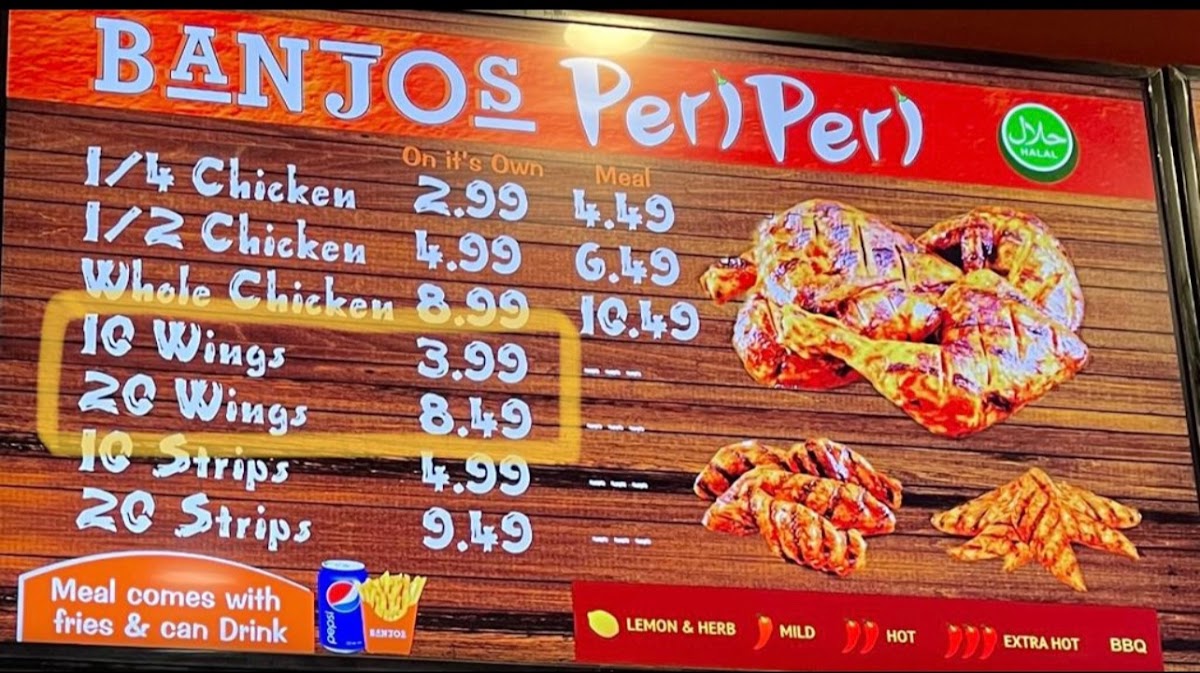 BANJOS Peri Peri
حلال
HALAL
On it's Own Meal
1/4 Chicken 2.99 4.49
1/2 Chicken 4.99 6.49
Whole Chicken 8.99 10.49
10 Wings 3.99 ---
20 Wings 8.49 ---
10 Strips 4.99 ---
20 Strips 9.49 ---
Meal comes with
fries & can Drink
pepsi
BANJOS
LEMON & HERB MILD HOT EXTRA HOT BBQ